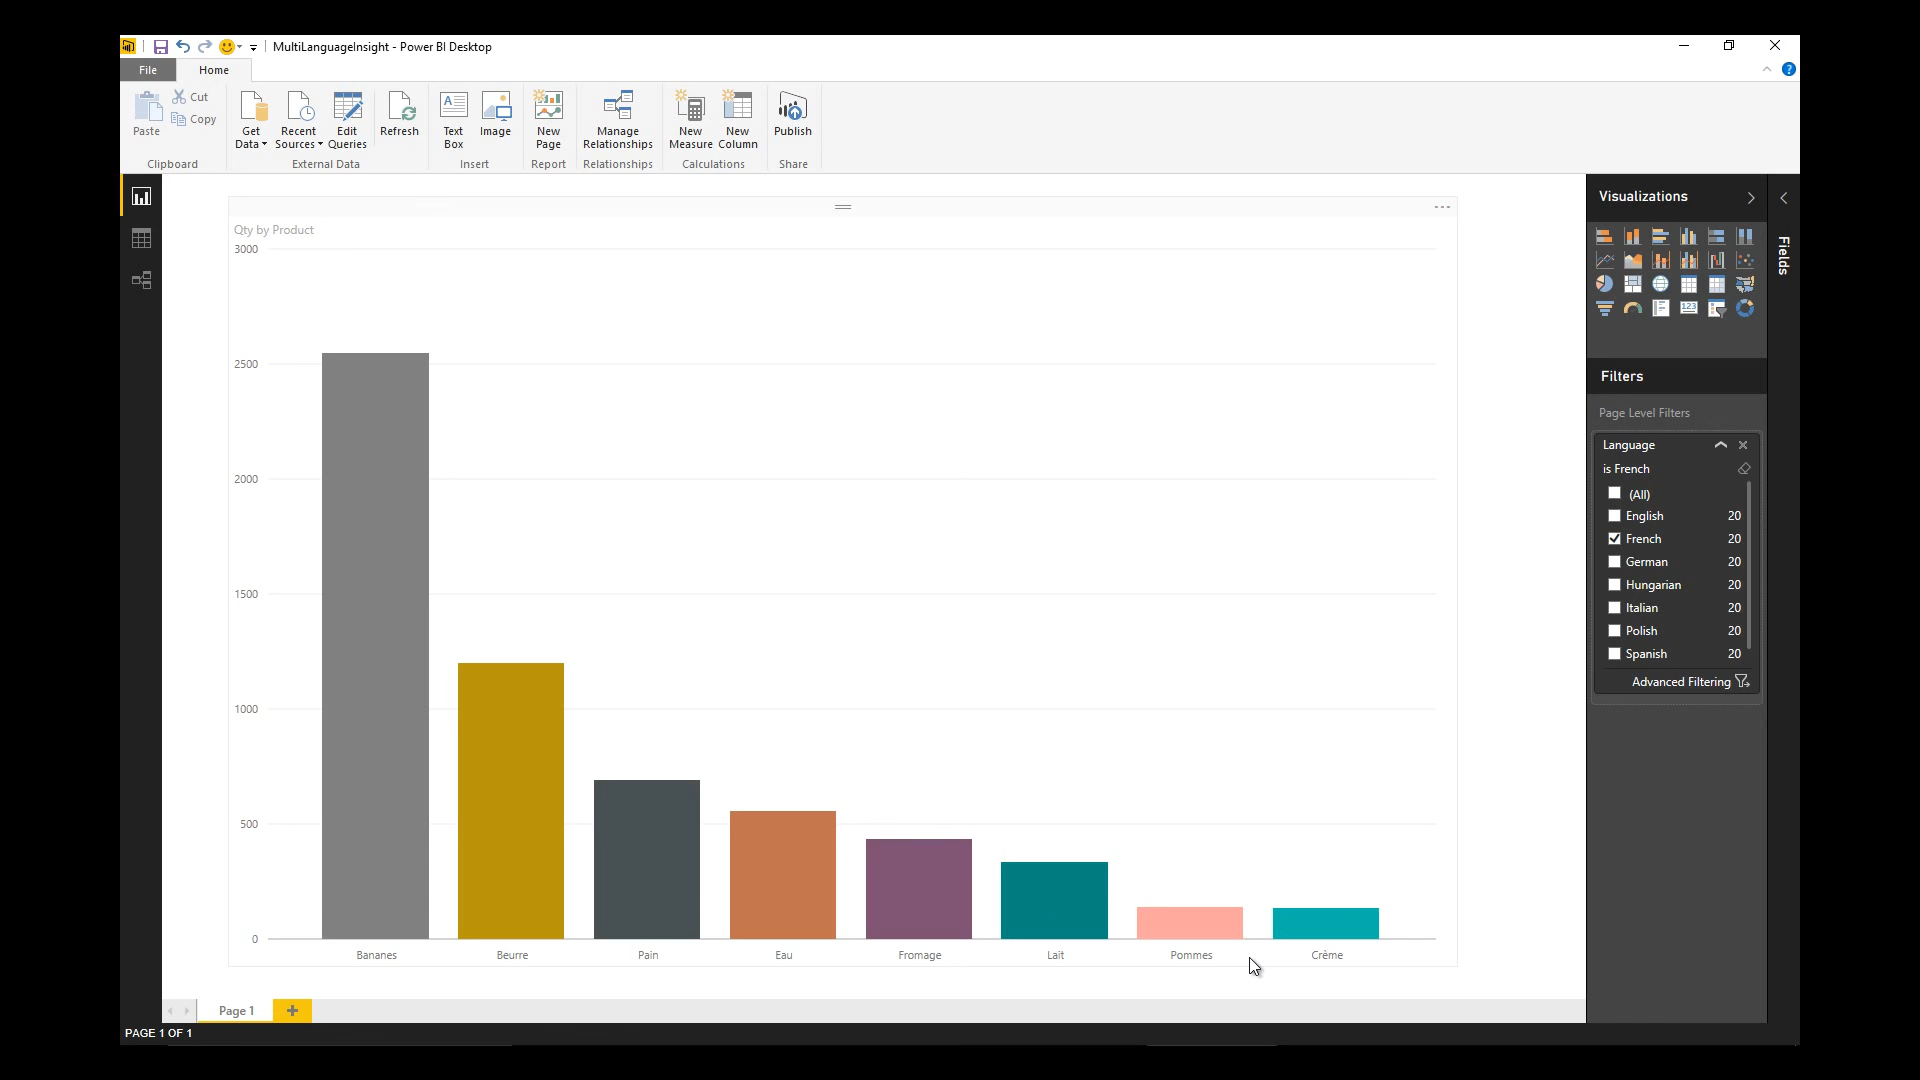 MultiLanguageInsight - Power BI Desktop
File
Home
Paste
Cut
Copy
Clipboard
Get Data
Recent Sources
Edit Queries
Refresh
External Data
Text Box
Image
Insert
New Page
Report
Manage Relationships
Relationships
New Measure
New Column
Calculations
Publish
Share
Qty by Product
3000
2500
2000
1500
1000
500
0
Bananes
Beurre
Pain
Eau
Fromage
Lait
Pommes
Crème
Visualizations
123
Fields
Filters
Page Level Filters
Language
is French
(All)
English 20
French 20
German 20
Hungarian 20
Italian 20
Polish 20
Spanish 20
Advanced Filtering
Page 1
PAGE 1 OF 1